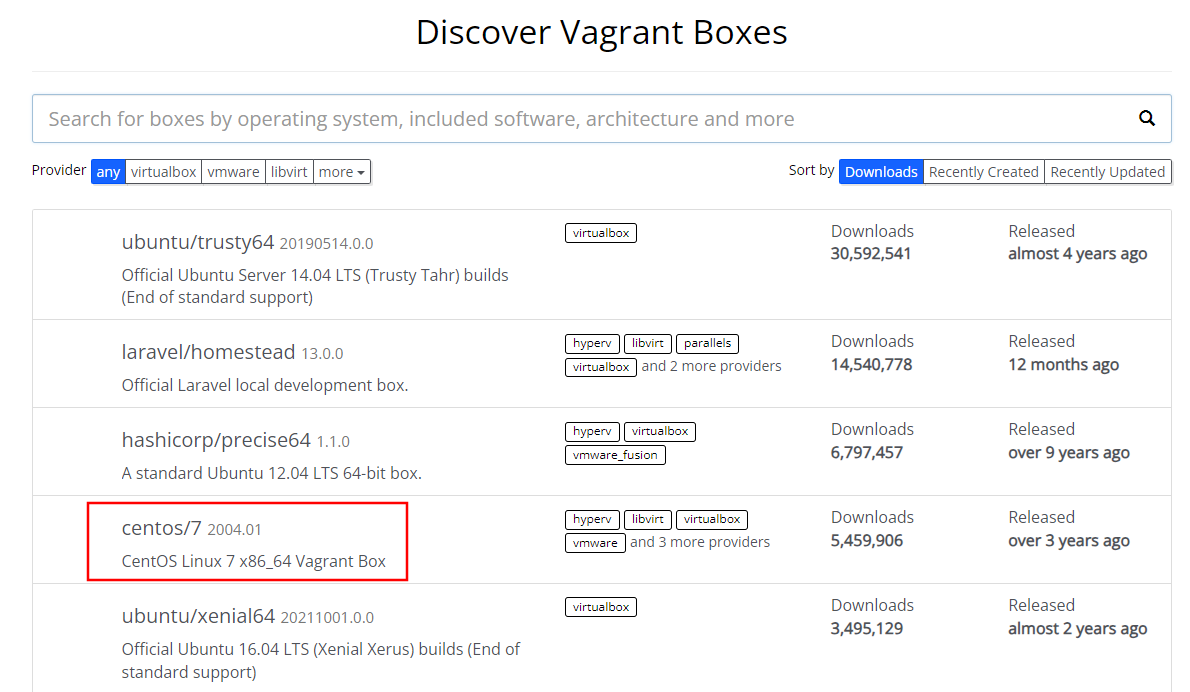 Discover Vagrant Boxes
Search for boxes by operating system, included software, architecture and more
Provider any virtualbox vmware libvirt more Sort by Downloads Recently Created Recently Updated
ubuntu/trusty64 20190514.0.0
Official Ubuntu Server 14.04 LTS (Trusty Tahr) builds
(End of standard support)
virtualbox
Downloads
30,592,541
Released
almost 4 years ago
laravel/homestead 13.0.0
Official Laravel local development box.
hyperv libvirt parallels
virtualbox and 2 more providers
Downloads
14,540,778
Released
12 months ago
hashicorp/precise64 1.1.0
A standard Ubuntu 12.04 LTS 64-bit box.
hyperv virtualbox
vmware_fusion
Downloads
6,797,457
Released
over 9 years ago
centos/7 2004.01
CentOS Linux 7 x86_64 Vagrant Box
hyperv libvirt virtualbox
vmware and 3 more providers
Downloads
5,459,906
Released
over 3 years ago
ubuntu/xenial64 20211001.0.0
Official Ubuntu 16.04 LTS (Xenial Xerus) builds (End of
standard support)
virtualbox
Downloads
3,495,129
Released
almost 2 years ago